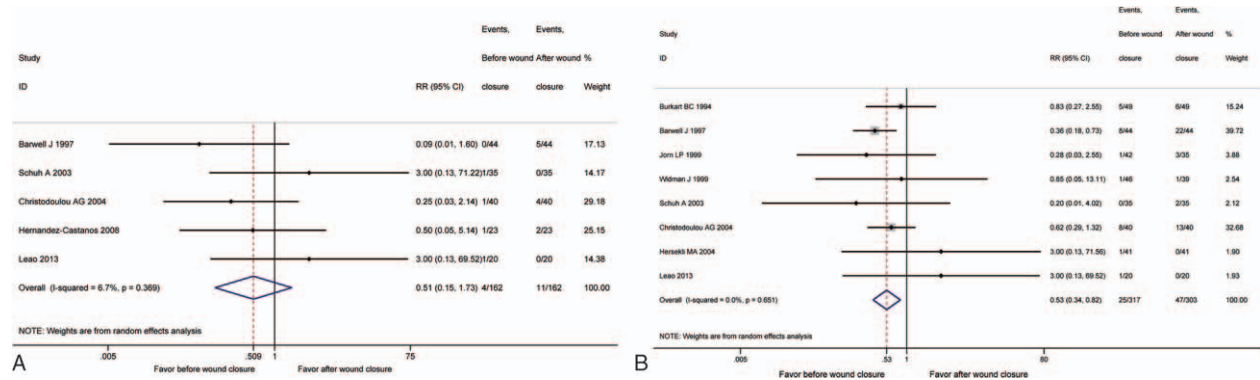 Events, Events,
Study Before wound After wound %
ID RR (95% CI) closure closure Weight
Barwell J 1997 0.09 (0.01, 1.60) 0/44 5/44 17.13
Schuh A 2003 3.00 (0.13, 71.22) 1/35 0/35 14.17
Christodoulou AG 2004 0.25 (0.03, 2.14) 1/40 4/40 29.18
Hernandez-Castanos 2008 0.50 (0.05, 5.14) 1/23 2/23 25.15
Leao 2013 3.00 (0.13, 69.52) 1/20 0/20 14.38
Overall (I-squared = 6.7%, p = 0.369) 0.51 (0.15, 1.73) 4/162 11/162 100.00
NOTE: Weights are from random effects analysis
.005 .509 1 75
Favor before wound closure Favor after wound closure
A
Events, Events,
Study Before wound After wound %
ID RR (95% CI) closure closure Weight
Burkart BC 1994 0.83 (0.27, 2.55) 5/49 6/49 15.24
Barwell J 1997 0.36 (0.18, 0.73) 8/44 22/44 39.72
Jorn LP 1999 0.28 (0.03, 2.55) 1/42 3/35 3.88
Widman J 1999 0.85 (0.05, 13.11) 1/46 1/39 2.54
Schuh A 2003 0.20 (0.01, 4.02) 0/35 2/35 2.12
Christodoulou AG 2004 0.62 (0.29, 1.32) 8/40 13/40 32.68
Hersekli MA 2004 3.00 (0.13, 71.56) 1/41 0/41 1.90
Leao 2013 3.00 (0.13, 69.52) 1/20 0/20 1.93
Overall (I-squared = 0.0%, p = 0.651) 0.53 (0.34, 0.82) 25/317 47/303 100.00
NOTE: Weights are from random effects analysis
.005 .53 1 80
Favor before wound closure Favor after wound closure
B